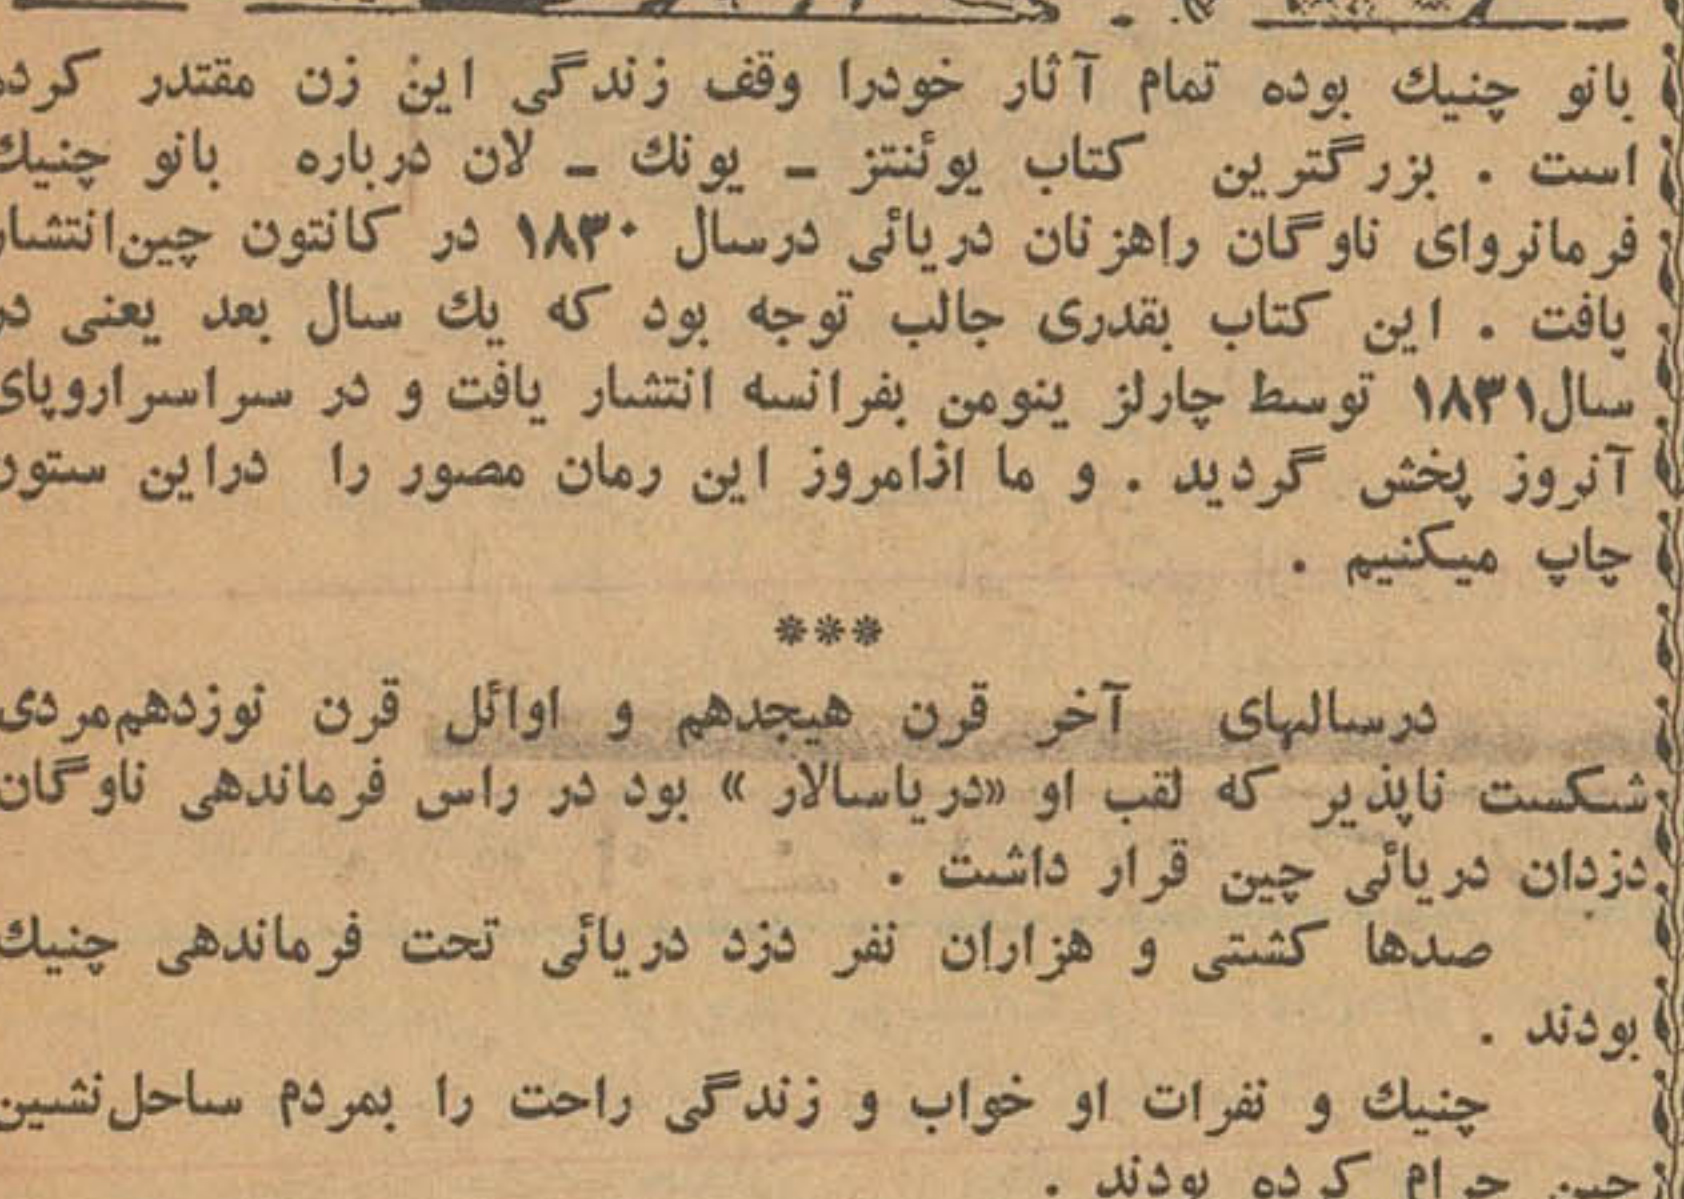 بانو چنيك بوده تمام آثار خودرا وقف زندگی این زن مقتدر کرده
است . بزرگترین کتاب یوئنتز ـ یونك ـ لان درباره بانو چنيك
فرمانروای ناوگان راهزنان دریائی درسال ۱۸۳۰ در کانتون چین انتشار
یافت . این کتاب بقدری جالب توجه بود که یك سال بعد یعنی در
سال ۱۸۳۱ توسط چارلز ینومن بفرانسه انتشار یافت و در سراسر اروپای
آنروز پخش گردید . و ما ازامروز این رمان مصور را دراین ستون
چاپ میکنیم .
***
درسالهای آخر قرن هیجدهم و اوائل قرن نوزدهم مردی
شکست ناپذیر که لقب او «دریاسالار» بود در راس فرماندهی ناوگان
دزدان دریائی چین قرار داشت .
صدها کشتی و هزاران نفر دزد دریائی تحت فرماندهی چنيك
بودند .
چنيك و نفرات او خواب و زندگی راحت را بمردم ساحل نشین
چین حرام کرده بودند .